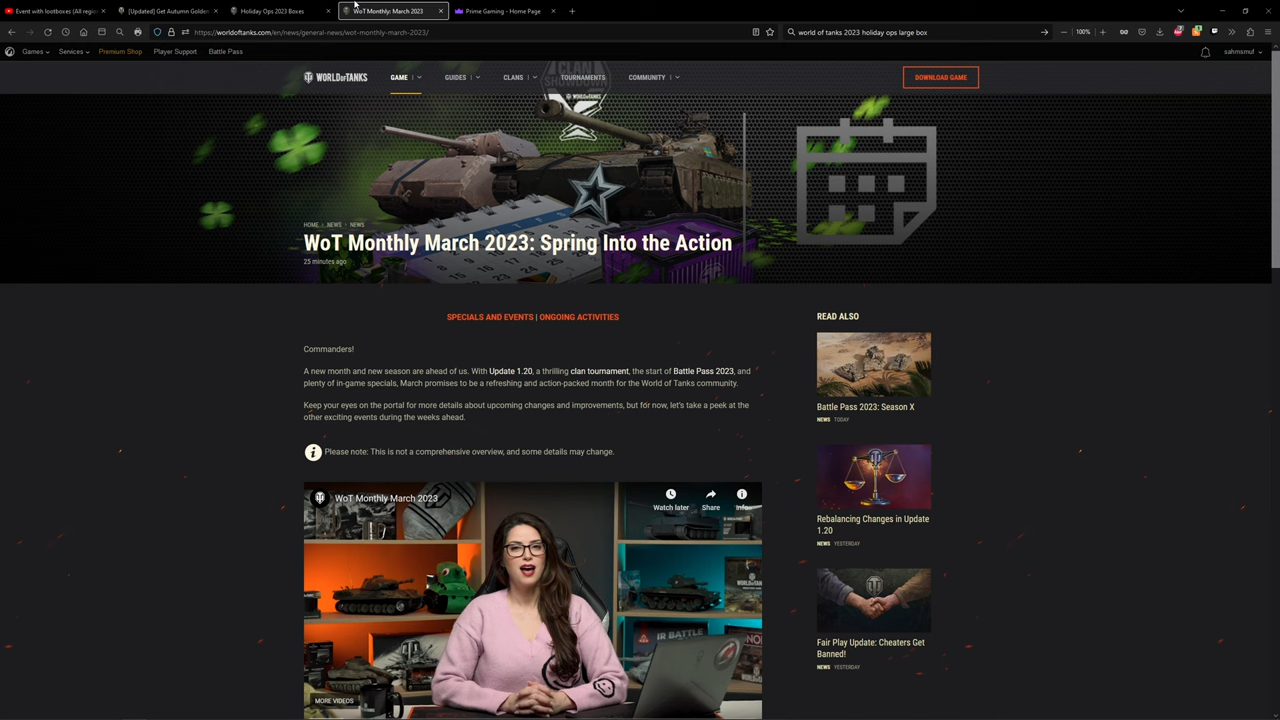 Event with lootboxes (All regio
[Updated] Get Autumn Golde
Holiday Ops 2023 Boxes
WoT Monthly: March 2023
Prime Gaming - Home Page
https://worldoftanks.com/en/news/general-news/wot-monthly-march-2023/
world of tanks 2023 holiday ops large box
100%
Games
Services
Premium Shop
Player Support
Battle Pass
sahmsmuf
WORLD OF TANKS
GAME
GUIDES
CLANS
TOURNAMENTS
COMMUNITY
DOWNLOAD GAME
CLAN
SHOWDOWN
WORLD OF TANKS
HOME
NEWS
NEWS
WoT Monthly March 2023: Spring Into the Action
25 minutes ago
SPECIALS AND EVENTS | ONGOING ACTIVITIES
Commanders!
A new month and new season are ahead of us. With Update 1.20, a thrilling clan tournament, the start of Battle Pass 2023, and
plenty of in-game specials, March promises to be a refreshing and action-packed month for the World of Tanks community.
Keep your eyes on the portal for more details about upcoming changes and improvements, but for now, let's take a peek at the
other exciting events during the weeks ahead.
Please note: This is not a comprehensive overview, and some details may change.
WoT Monthly March 2023
Watch later
Share
Info
MORE VIDEOS
READ ALSO
Battle Pass 2023: Season X
NEWS TODAY
Rebalancing Changes in Update
1.20
NEWS YESTERDAY
Fair Play Update: Cheaters Get
Banned!
NEWS YESTERDAY